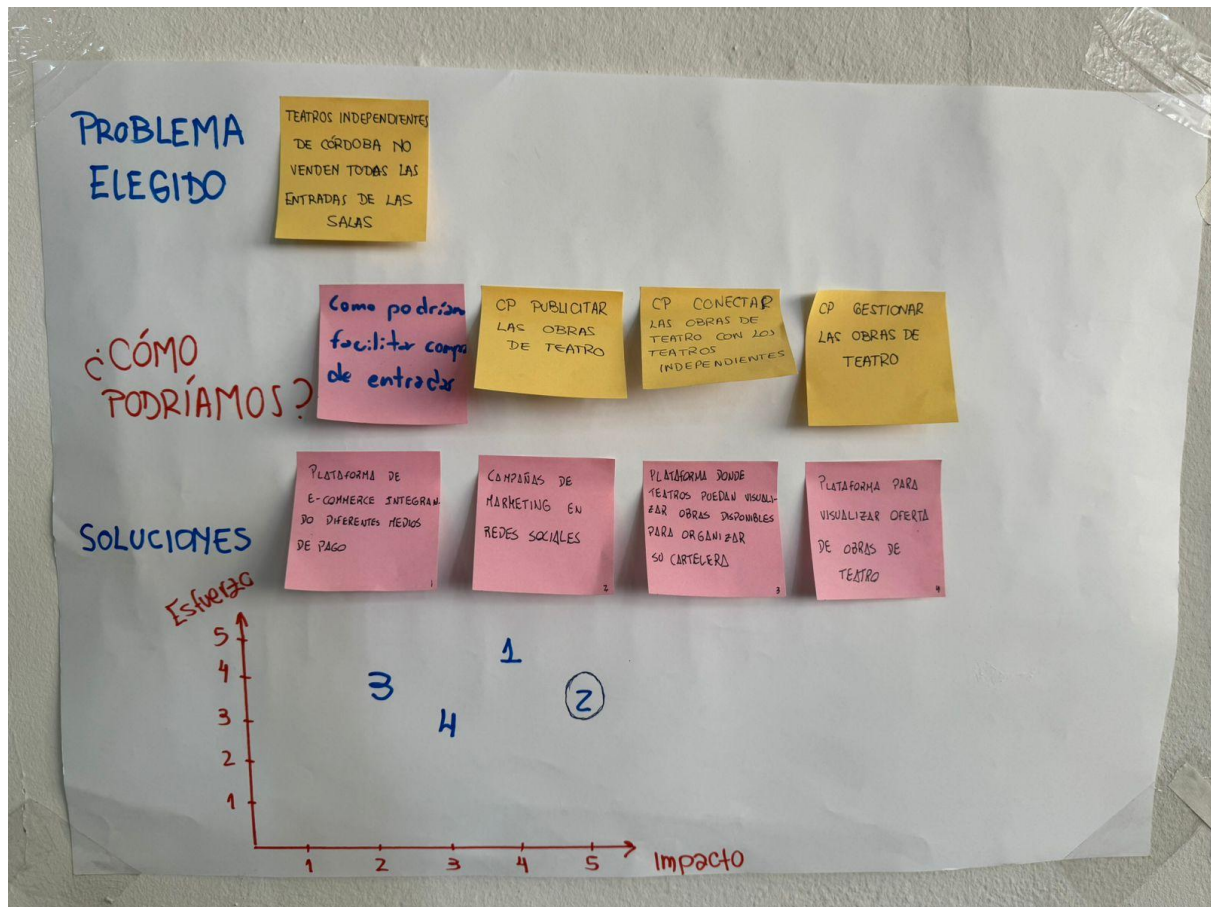 PROBLEMA
ELEGIDO
TEATROS INDEPENDIENTES
DE CÓRDOBA NO
VENDEN TODAS LAS
ENTRADAS DE LAS
SALAS
¿CÓMO
PODRÍAMOS?
Como podrían
facilitar compra
de entradas
CP PUBLICITAR
LAS OBRAS
DE TEATRO
CP CONECTAR
LAS OBRAS DE
TEATRO CON LOS
TEATROS
INDEPENDIENTES
CP GESTIONAR
LAS OBRAS DE
TEATRO
SOLUCIONES
PLATAFORMA DE
E-COMMERCE INTEGRAN-
DO DIFERENTES MEDIOS
DE PAGO
1
CAMPAÑAS DE
MARKETING EN
REDES SOCIALES
2
PLATAFORMA DONDE
TEATROS PUEDAN VISUALI-
ZAR OBRAS DISPONIBLES
PARA ORGANIZAR
SU CARTELERA
3
PLATAFORMA PARA
VISUALIZAR OFERTA
DE OBRAS DE
TEATRO
4
Esfuerzo
5
4
3
2
1
1
3
2
4
1 2 3 4 5
Impacto